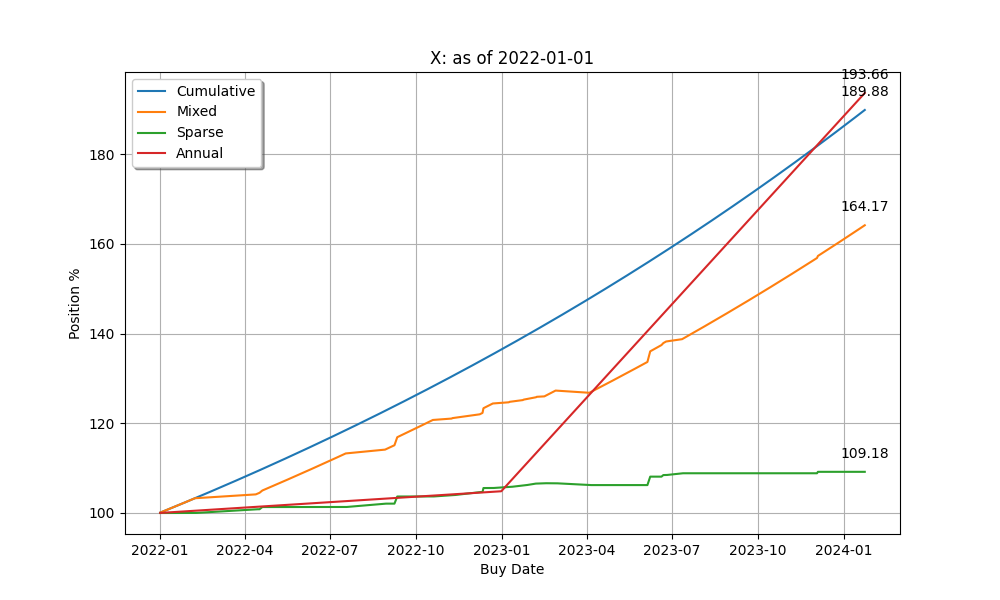 X: as of 2022-01-01
193.66
189.88
Cumulative
Mixed
Sparse
Annual
180
164.17
160
Position %
140
120
109.18
100
2022-01 2022-04 2022-07 2022-10 2023-01 2023-04 2023-07 2023-10 2024-01
Buy Date